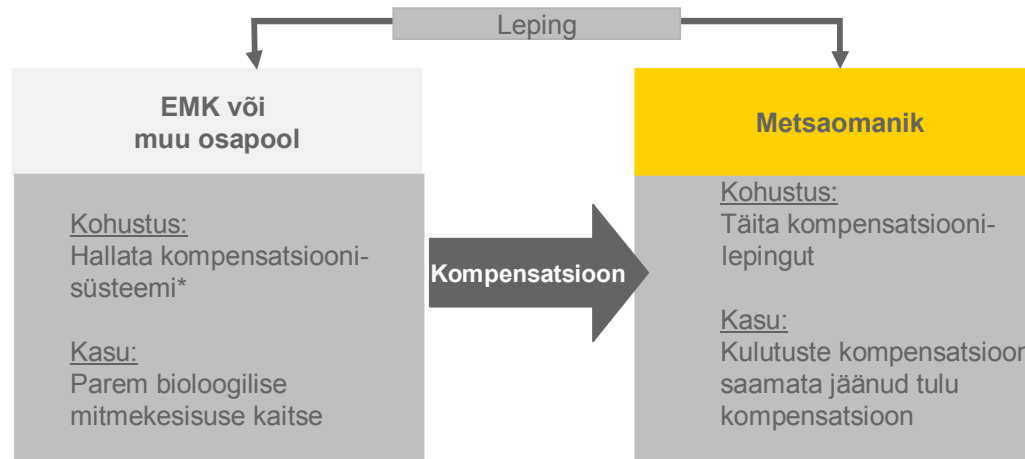 Leping
EMK või
muu osapool
Kohustus:
Hallata kompensatsiooni-
süsteemi*
Kasu:
Parem bioloogilise
mitmekesisuse kaitse
Kompensatsioon
Metsaomanik
Kohustus:
Täita kompensatsiooni-
lepingut
Kasu:
Kulutuste kompensatsioon
saamata jäänud tulu
kompensatsioon